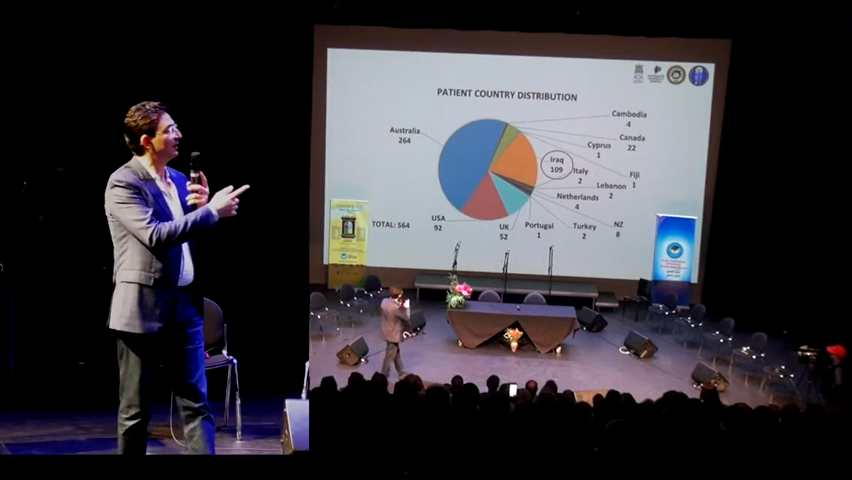 PATIENT COUNTRY DISTRIBUTION
Cambodia
4
Australia
264
Canada
22
Cyprus
1
Iraq
109
Italy
2
Fiji
1
Lebanon
2
Netherlands
4
USA
92
UK
52
Portugal
1
Turkey
2
NZ
8
TOTAL: 564